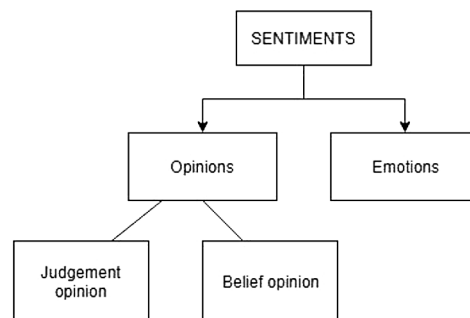 SENTIMENTS
Opinions
Emotions
Judgement
opinion
Belief opinion